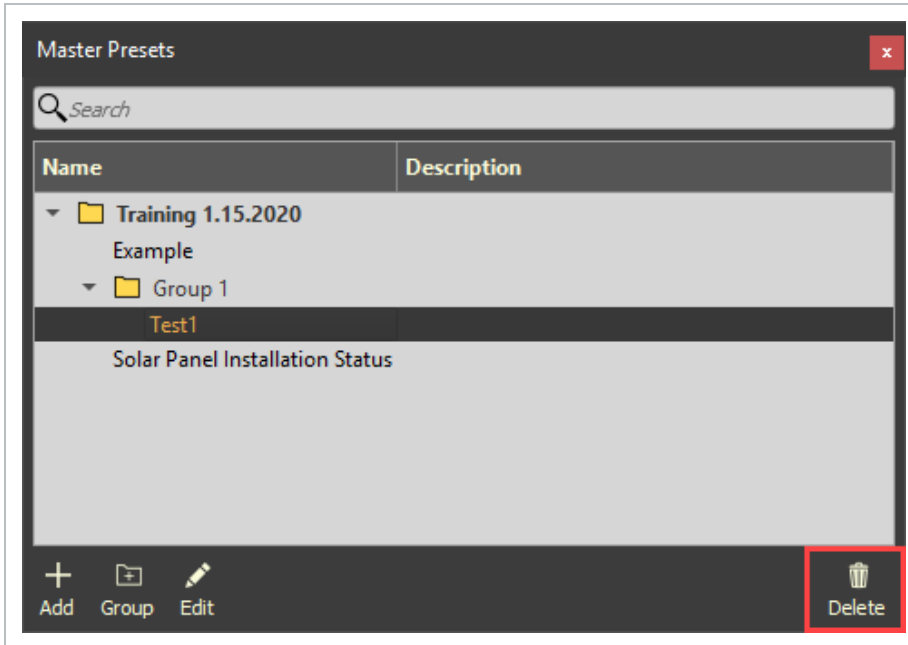 Master Presets
x
Search
Name Description
Training 1.15.2020
Example
Group 1
Test1
Solar Panel Installation Status
Add Group Edit Delete